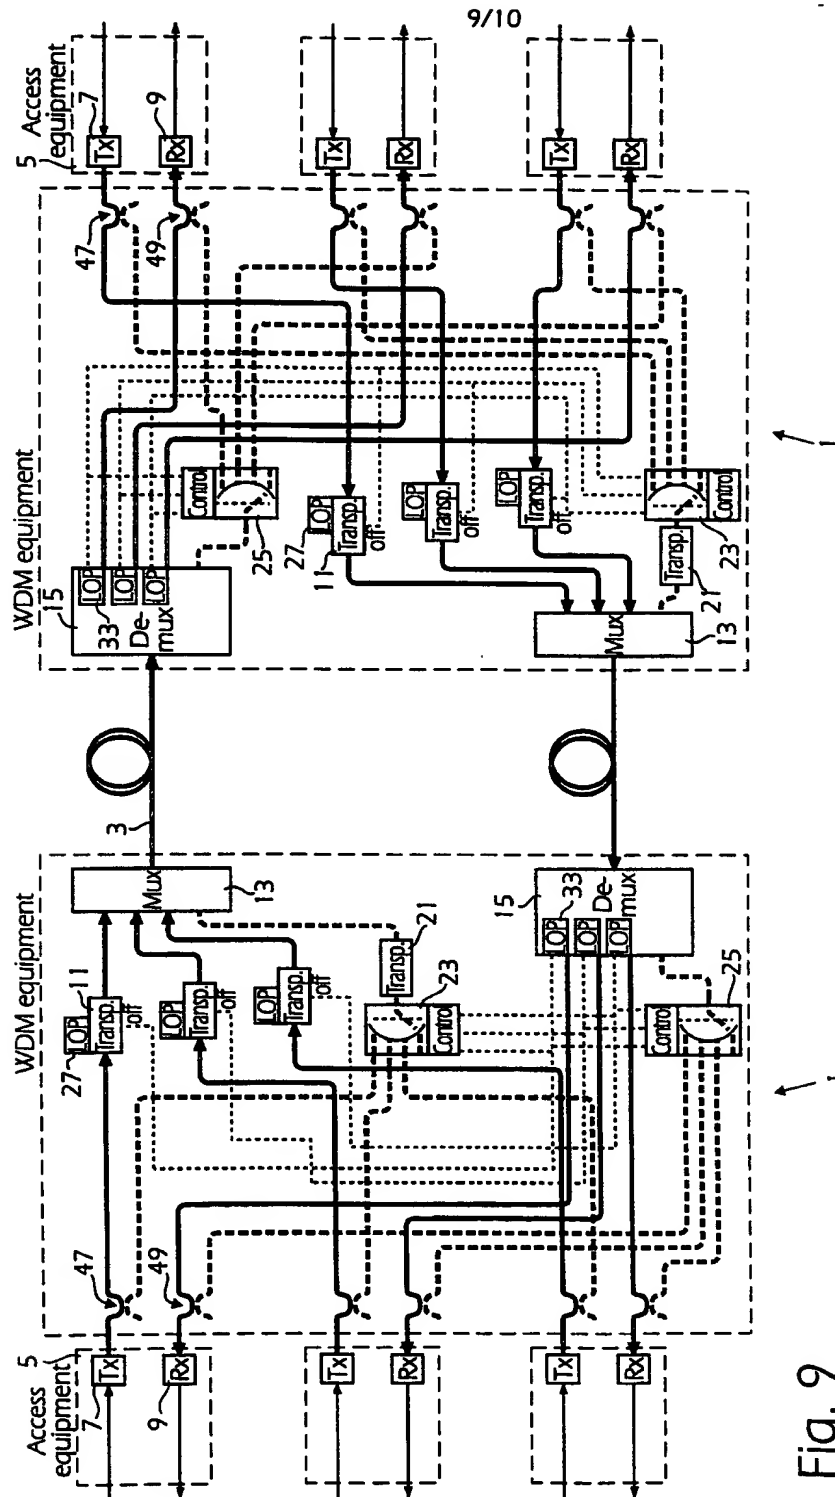 9/10
Access
equipment
5
7
Tx
9
Rx
Tx
Rx
Tx
Rx
47
49
WDM equipment
15
LOP
LOP
LOP
33
De-
mux
Control
25
27
LOP
Transp.
11
off
LOP
Transp.
off
LOP
Transp.
off
Control
23
Transp.
21
Mux
13
1
3
WDM equipment
Mux
13
27
LOP
Transp.
11
off
LOP
Transp.
off
LOP
Transp.
off
Transp.
21
23
Control
15
LOP
LOP
LOP
33
De-
mux
Control
25
47
49
1
Access
equipment
5
7
Tx
9
Rx
Tx
Rx
Tx
Rx
Fig. 9